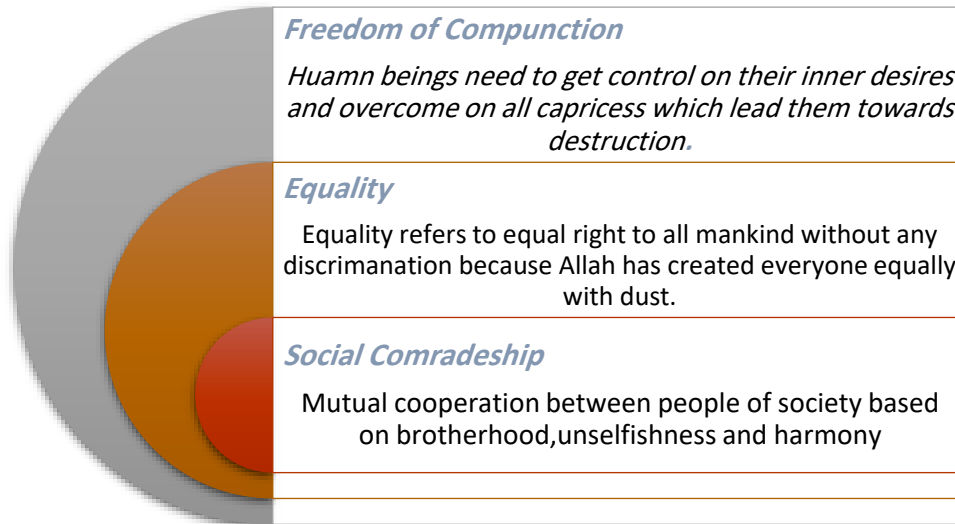 Freedom of Compunction
Huamn beings need to get control on their inner desires
and overcome on all capricess which lead them towards
destruction.
Equality
Equality refers to equal right to all mankind without any
discrimanation because Allah has created everyone equally
with dust.
Social Comradeship
Mutual cooperation between people of society based
on brotherhood,unselfishness and harmony